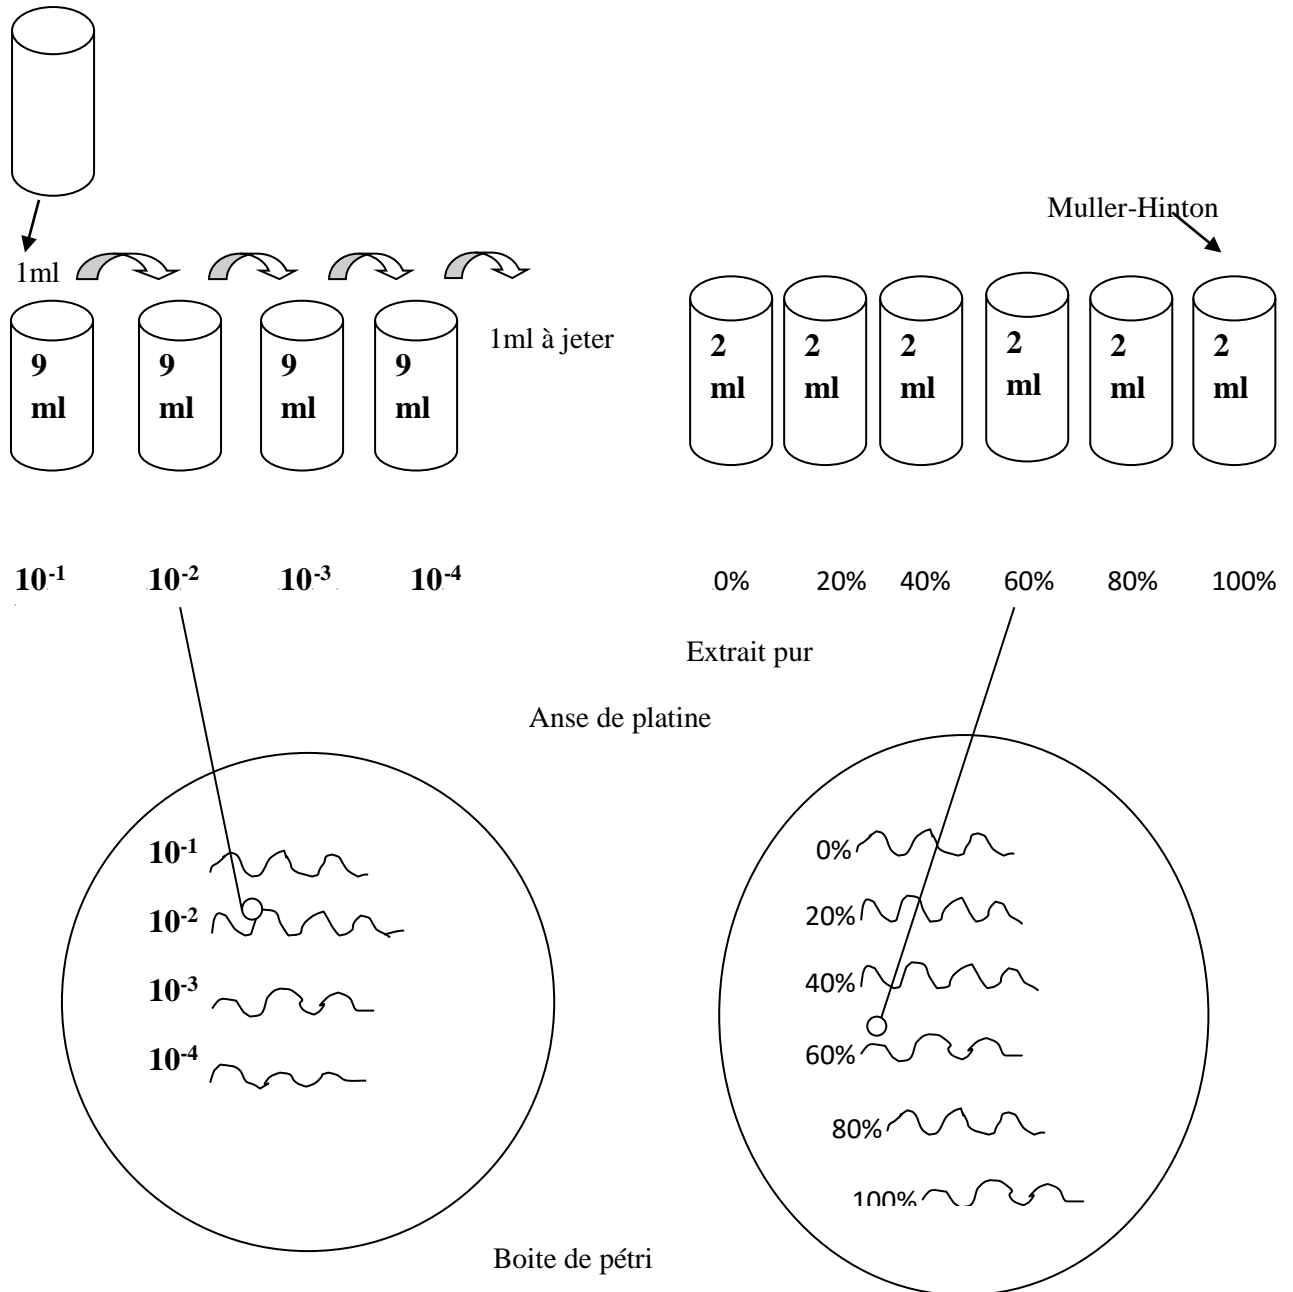 Muller-Hinton
1ml
1ml à jeter
9 ml
9 ml
9 ml
9 ml
2 ml
2 ml
2 ml
2 ml
2 ml
2 ml
10⁻¹ 10⁻² 10⁻³ 10⁻⁴
0% 20% 40% 60% 80% 100%
Extrait pur
Anse de platine
10⁻¹
10⁻²
10⁻³
10⁻⁴
0%
20%
40%
60%
80%
100%
Boite de pétri